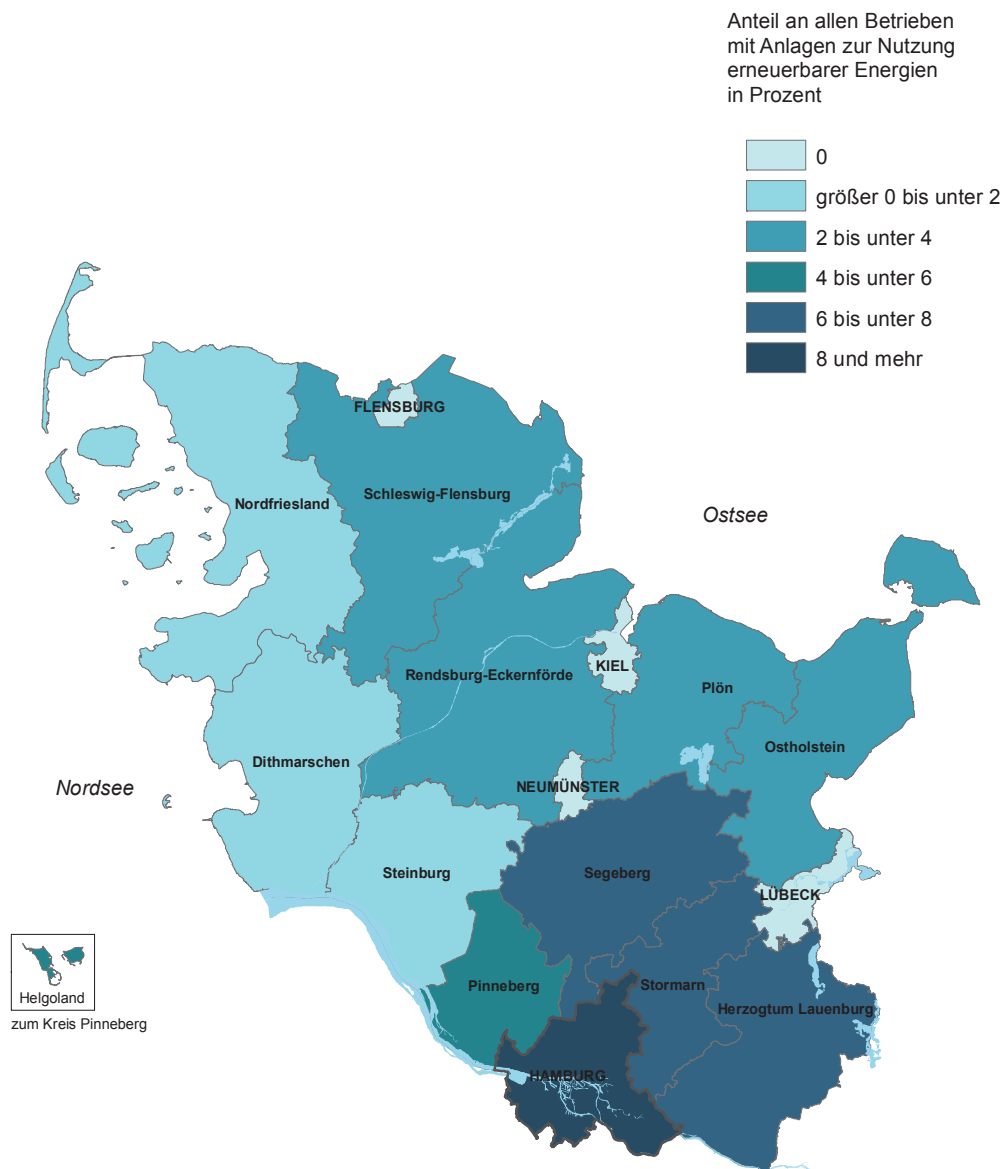 Anteil an allen Betrieben
mit Anlagen zur Nutzung
erneuerbarer Energien
in Prozent
0
größer 0 bis unter 2
2 bis unter 4
4 bis unter 6
6 bis unter 8
8 und mehr
FLENSBURG
Schleswig-Flensburg
Nordfriesland
Ostsee
KIEL
Rendsburg-Eckernförde
Plön
Ostholstein
Dithmarschen
Nordsee
NEUMÜNSTER
Steinburg
Segeberg
LÜBECK
Pinneberg
Stormarn
Herzogtum Lauenburg
Helgoland
zum Kreis Pinneberg
HAMBURG